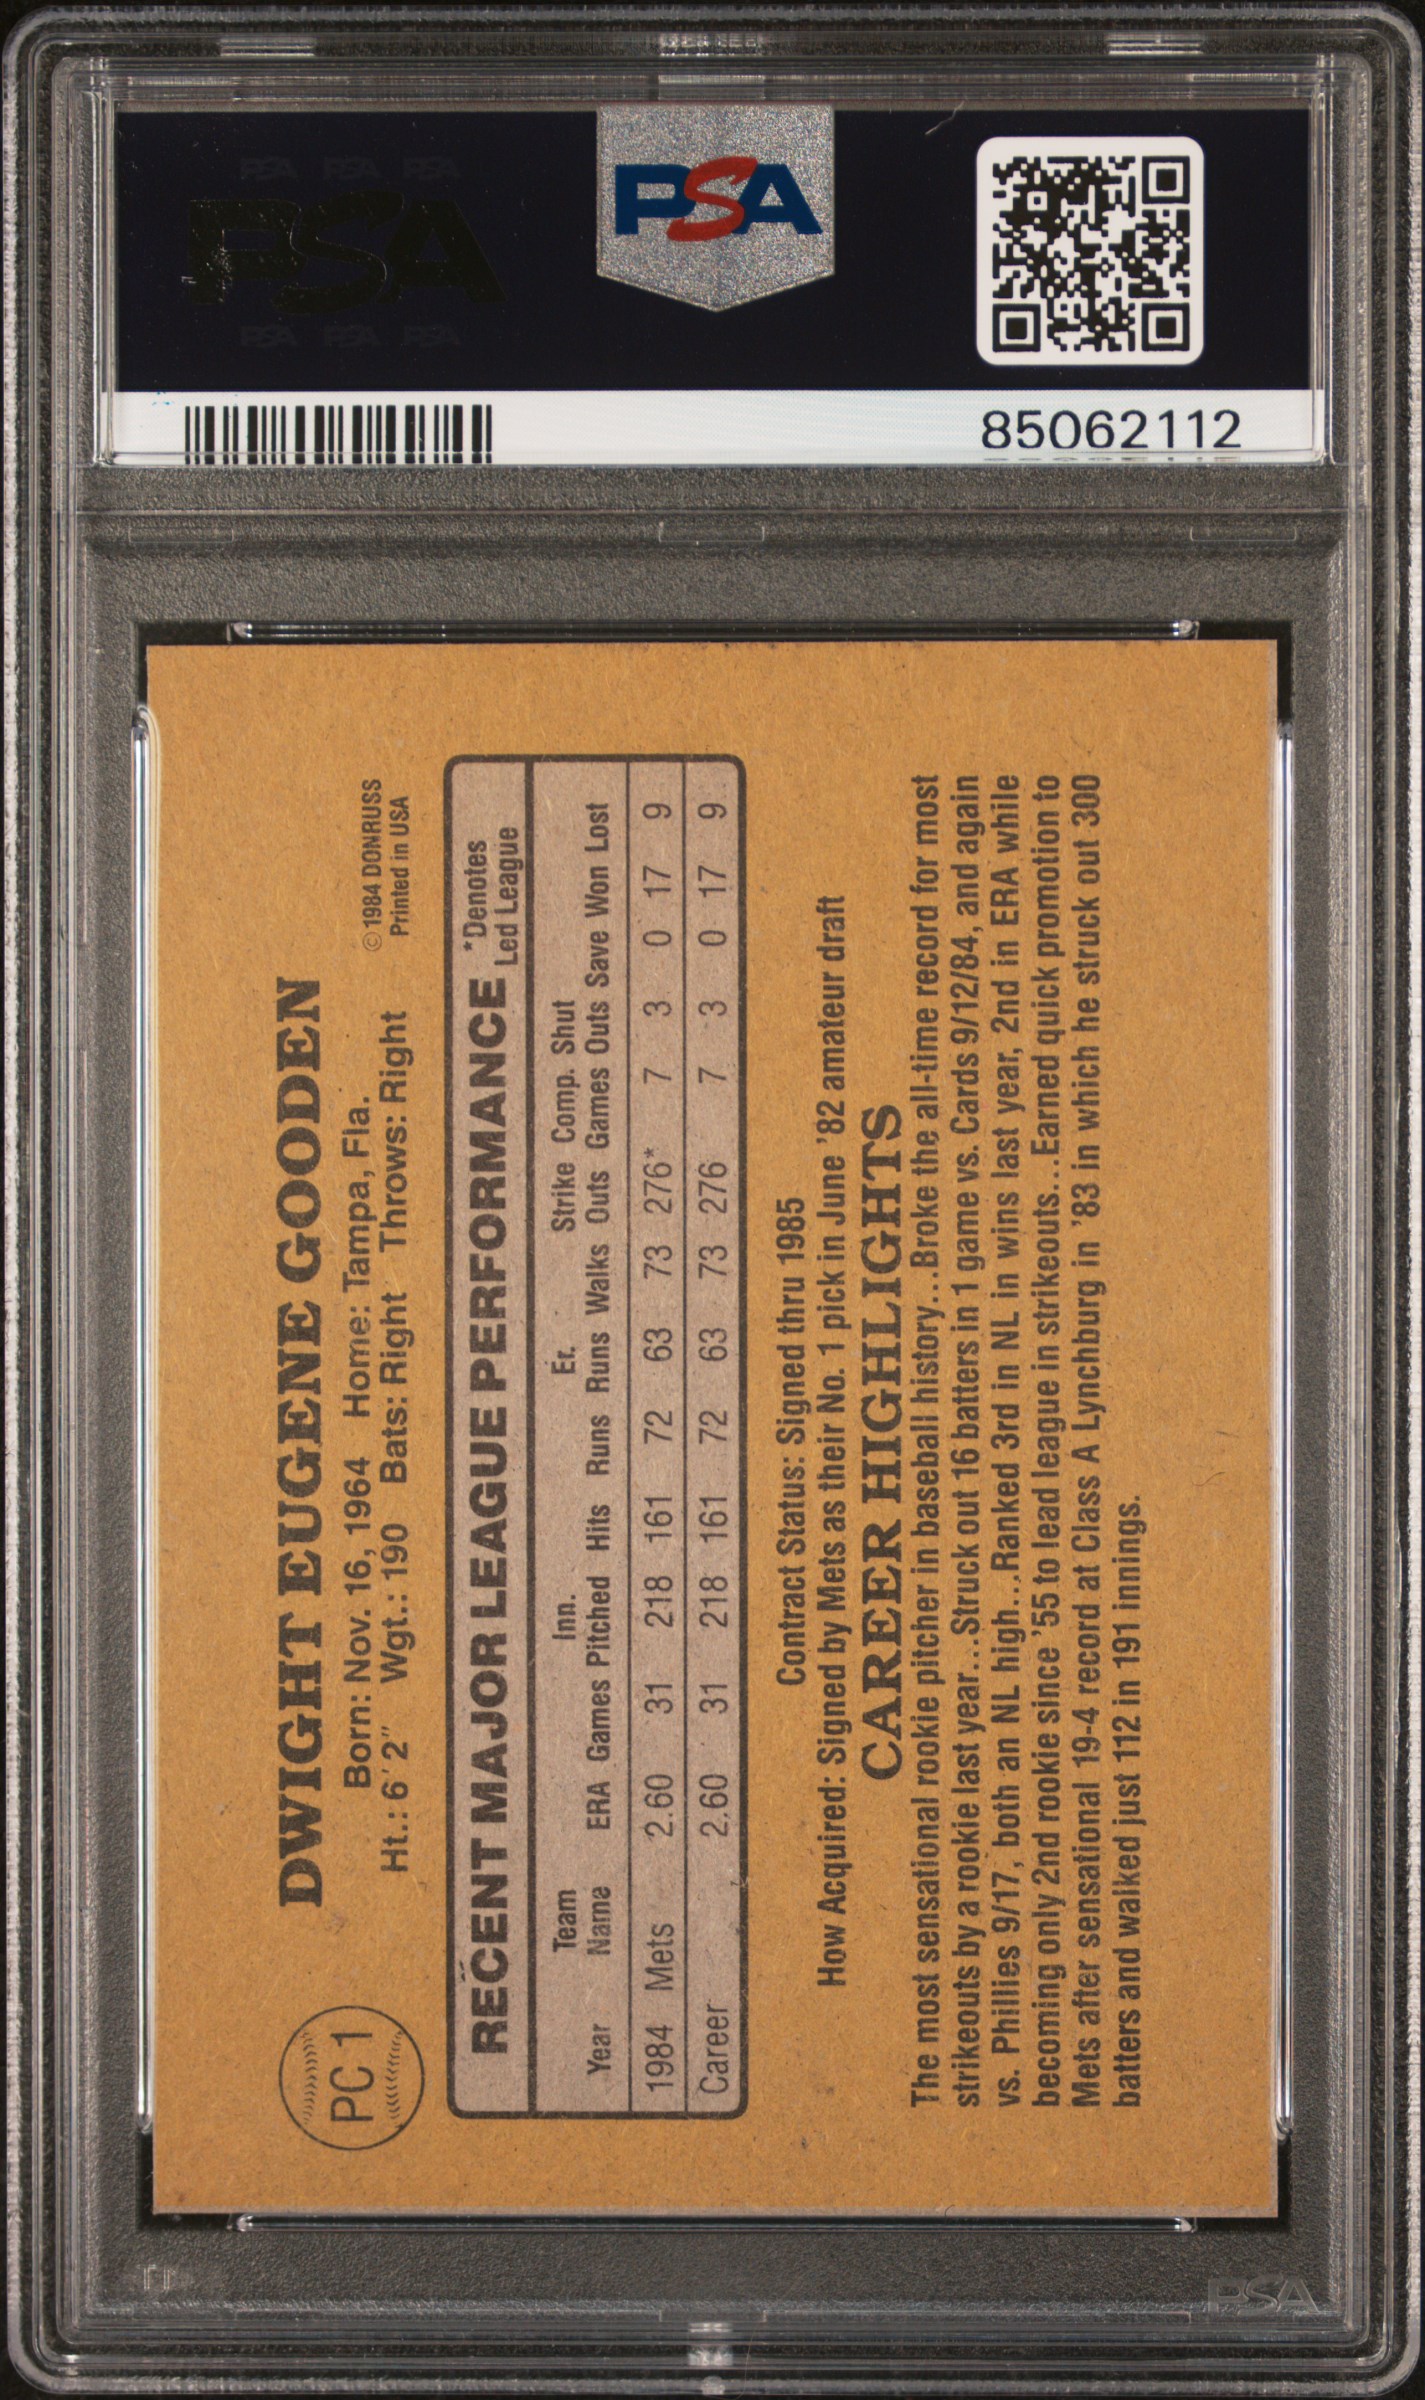 PSA PSA PSA
PSA
PSA PSA PSA
PSA
85062112
PC 1
DWIGHT EUGENE GOODEN
Born: Nov. 16, 1964 Home: Tampa, Fla.
Ht.: 6'2" Wgt.: 190 Bats: Right Throws: Right
© 1984 DONRUSS
Printed in USA
RECENT MAJOR LEAGUE PERFORMANCE *Denotes Led League
Team Inn. Er. Strike Comp. Shut
Year Name ERA Games Pitched Hits Runs Runs Walks Outs Games Outs Save Won Lost
1984 Mets 2.60 31 218 161 72 63 73 276* 7 3 0 17 9
Career 2.60 31 218 161 72 63 73 276 7 3 0 17 9
Contract Status: Signed thru 1985
How Acquired: Signed by Mets as their No. 1 pick in June '82 amateur draft
CAREER HIGHLIGHTS
The most sensational rookie pitcher in baseball history...Broke the all-time record for most
strikeouts by a rookie last year...Struck out 16 batters in 1 game vs. Cards 9/12/84, and again
vs. Phillies 9/17, both an NL high...Ranked 3rd in NL in wins last year, 2nd in ERA while
becoming only 2nd rookie since '55 to lead league in strikeouts...Earned quick promotion to
Mets after sensational 19-4 record at Class A Lynchburg in '83 in which he struck out 300
batters and walked just 112 in 191 innings.
PSA